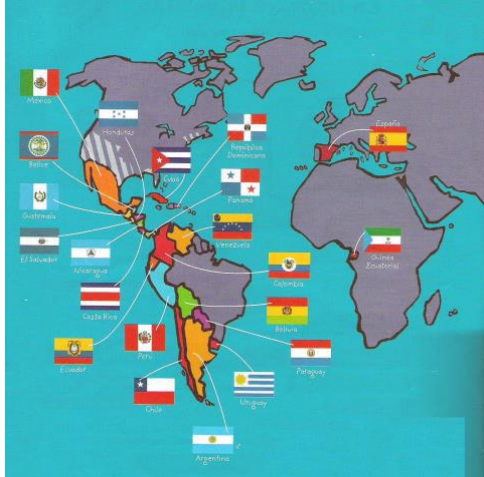 México
Honduras
España
República
Dominicana
Belice
Cuba
Guatemala
Panamá
El Salvador
Nicaragua
Venezuela
Guinea
Ecuatorial
Colombia
Costa Rica
Bolivia
Perú
Ecuador
Paraguay
Chile
Uruguay
Argentina